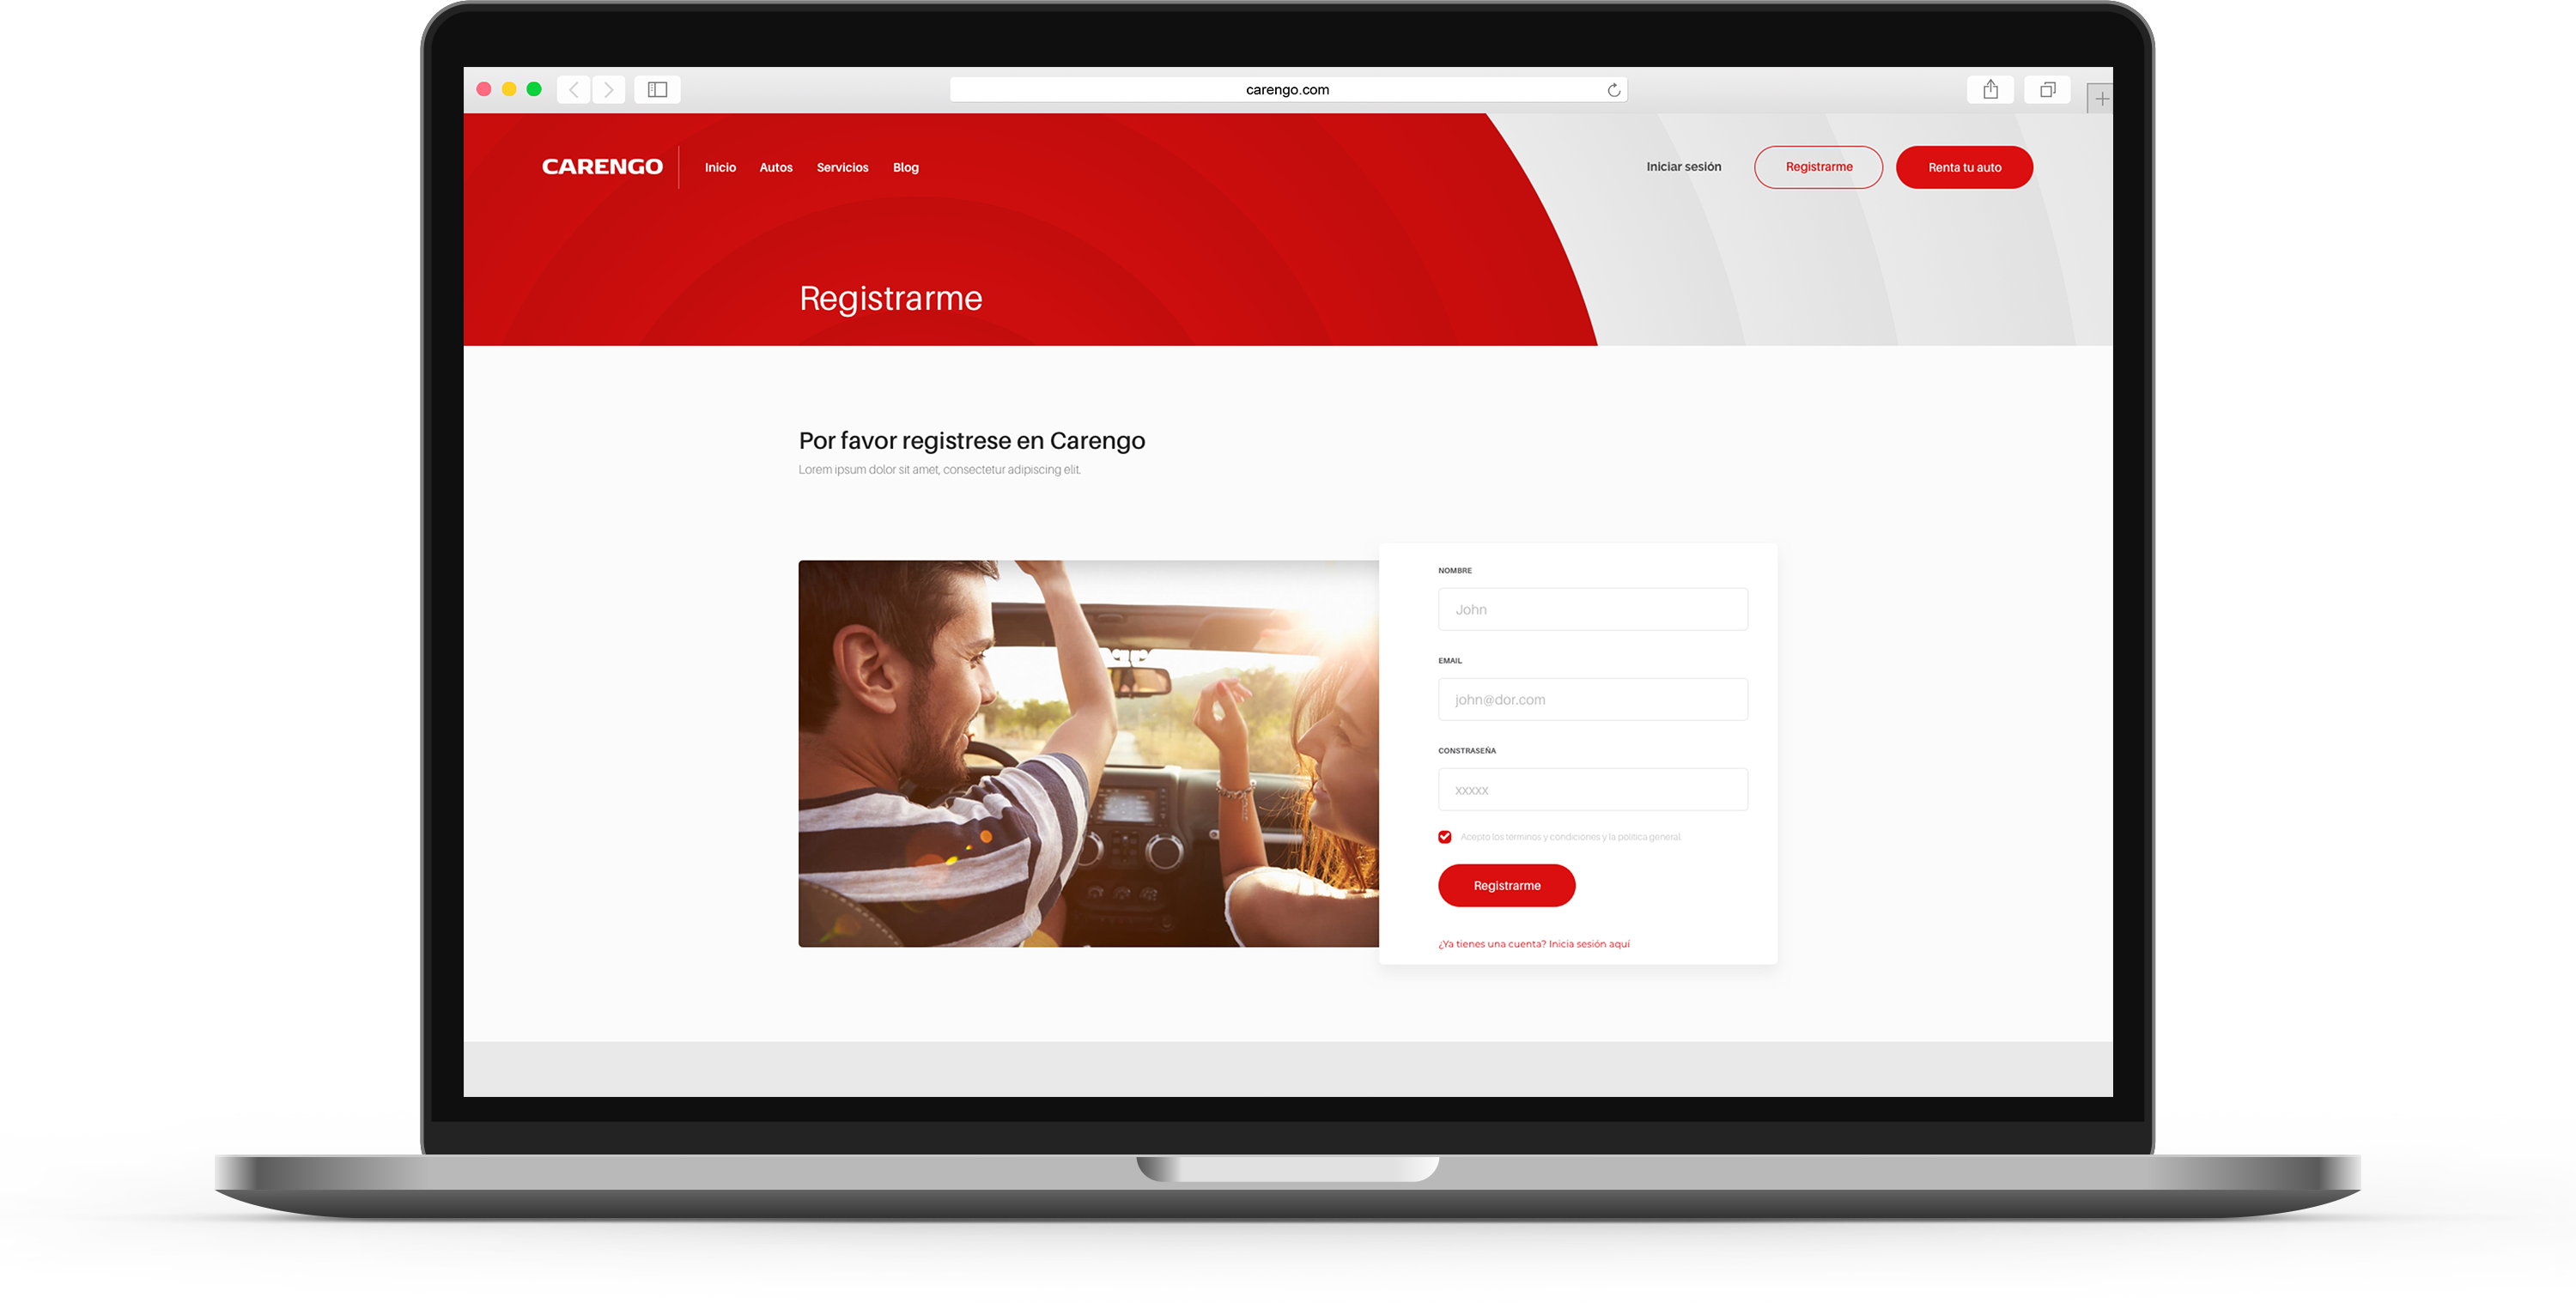 carengo.com
CARENGO Inicio Autos Servicios Blog Iniciar sesión Registrarme Renta tu auto
Registrarme
Por favor registrese en Carengo
Lorem ipsum dolor sit amet, consectetur adipiscing elit.
NOMBRE
John
EMAIL
john@dor.com
CONSTRASEÑA
xxxxx
Acepto los términos y condiciones y la política general
Registrarme
¿Ya tienes una cuenta? Inicia sesión aquí